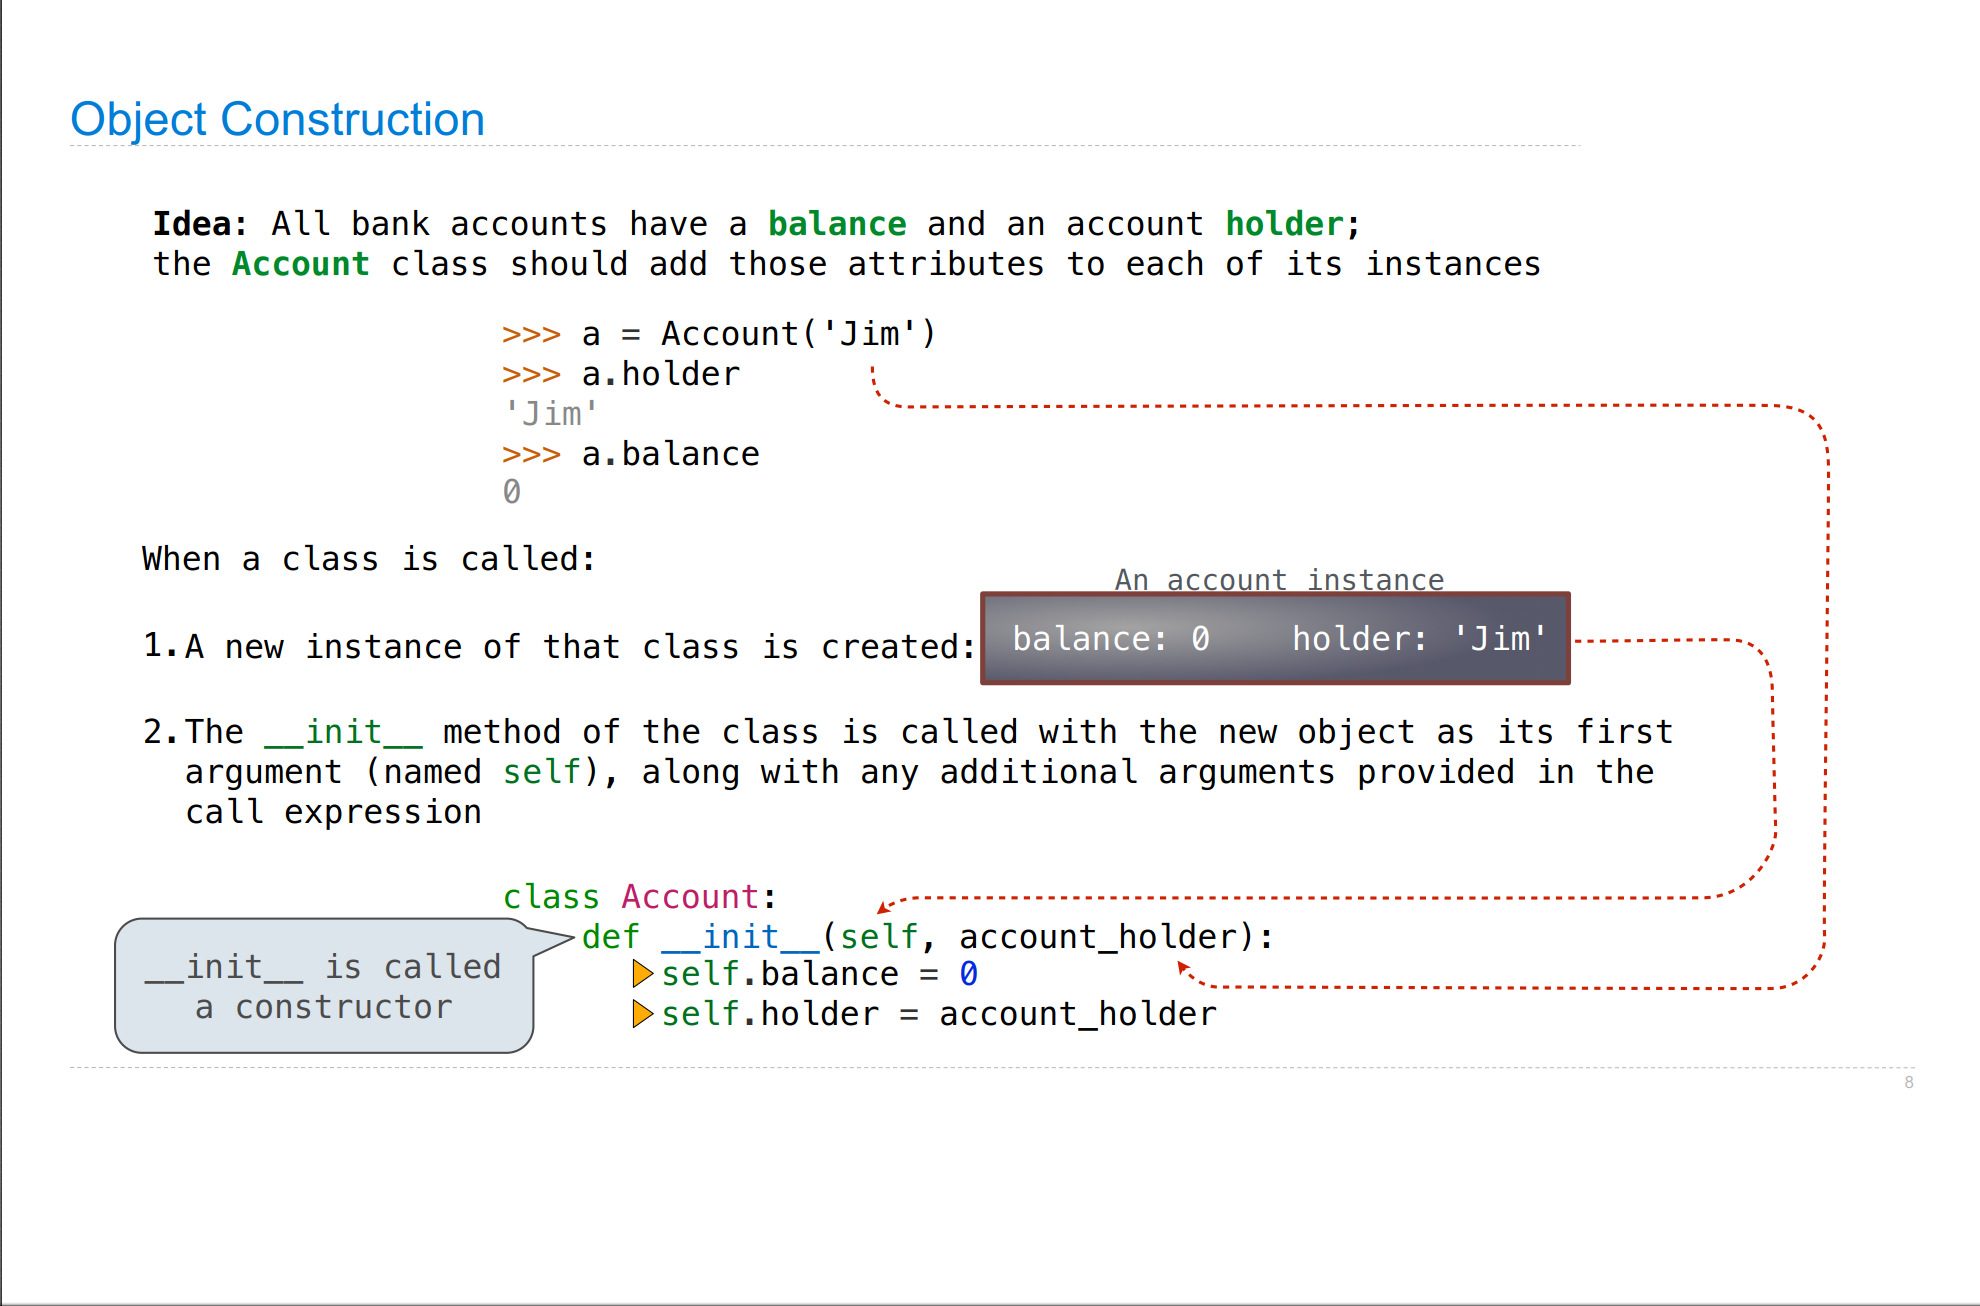 Object Construction
Idea: All bank accounts have a balance and an account holder;
the Account class should add those attributes to each of its instances
>>> a = Account('Jim')
>>> a.holder
'Jim'
>>> a.balance
0
When a class is called:
An account instance
1. A new instance of that class is created:
balance: 0    holder: 'Jim'
2. The __init__ method of the class is called with the new object as its first
argument (named self), along with any additional arguments provided in the
call expression
class Account:
    def __init__(self, account_holder):
        self.balance = 0
        self.holder = account_holder
__init__ is called
a constructor
8